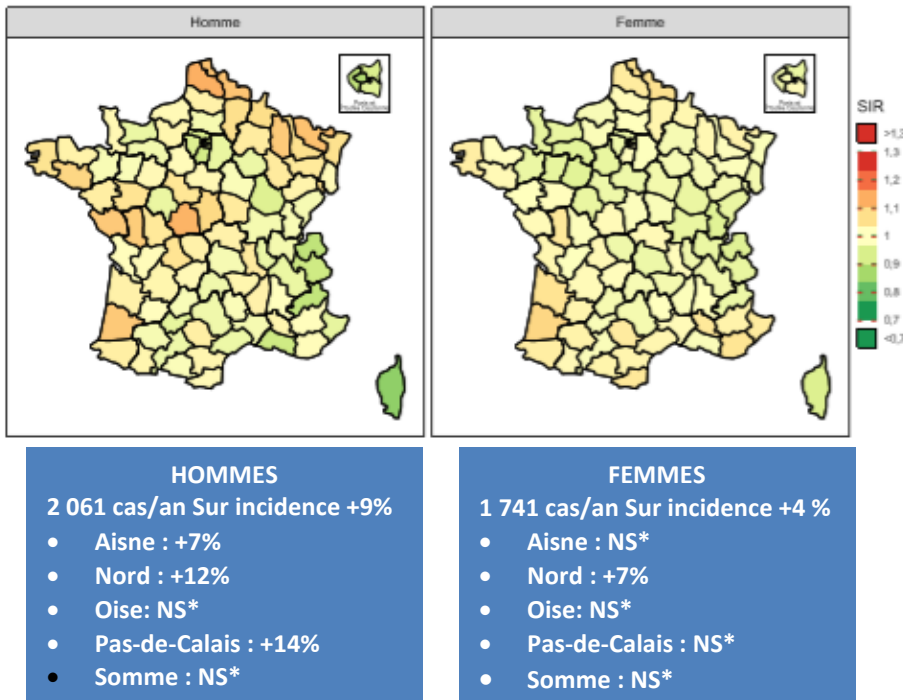 Homme
Femme
SIR
>1,3
1,3
1,2
1,1
1
0,9
0,8
0,7
HOMMES
2 061 cas/an Sur incidence +9%
• Aisne : +7%
• Nord : +12%
• Oise: NS*
• Pas-de-Calais : +14%
• Somme : NS*
FEMMES
1 741 cas/an Sur incidence +4 %
• Aisne : NS*
• Nord : +7%
• Oise: NS*
• Pas-de-Calais : NS*
• Somme : NS*